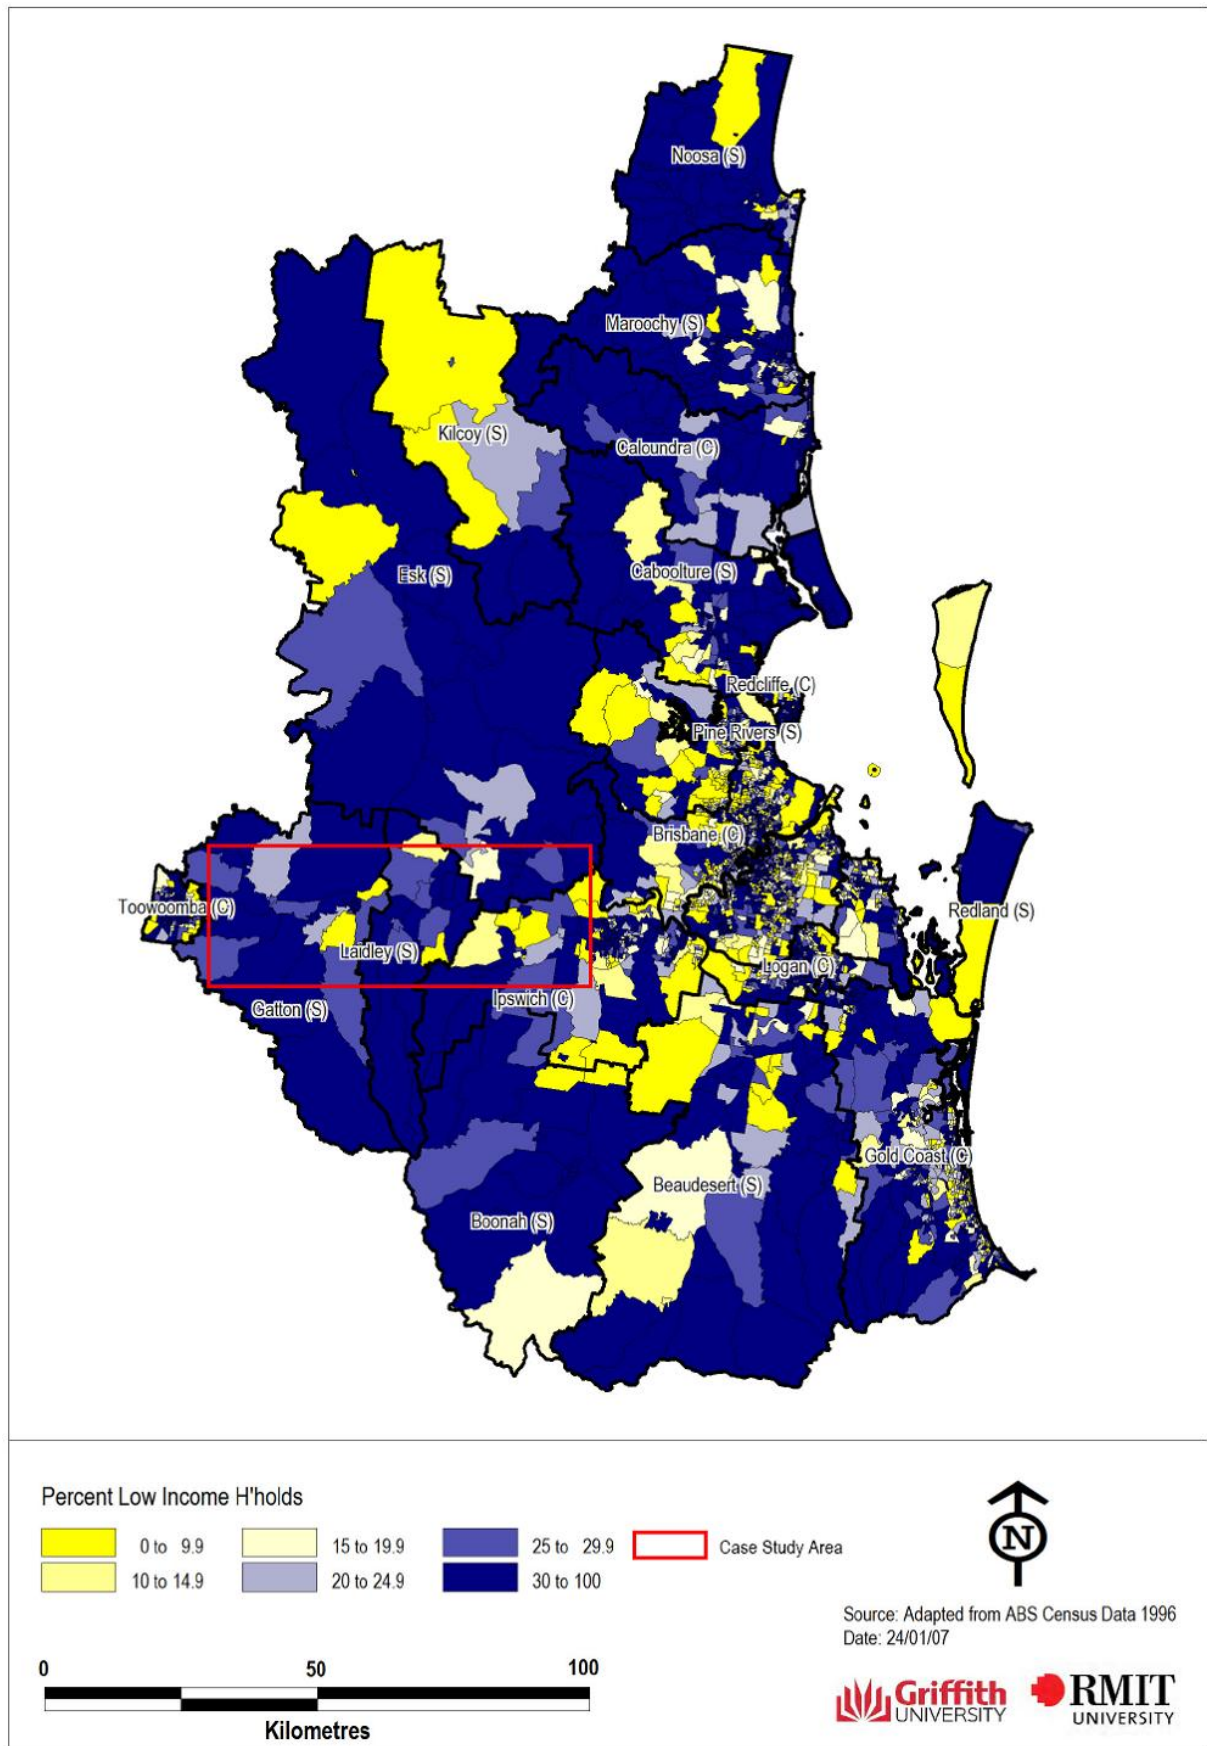 Noosa (S)
Maroochy (S)
Kilcoy (S)
Caloundra (C)
Esk (S)
Caboolture (S)
Redcliffe (C)
Pine Rivers (S)
Brisbane (C)
Toowoomba (C)
Redland (S)
Laidley (S)
Logan (C)
Ipswich (C)
Gatton (S)
Gold Coast (C)
Beaudesert (S)
Boonah (S)
Percent Low Income H'holds
0 to 9.9
15 to 19.9
25 to 29.9
Case Study Area
10 to 14.9
20 to 24.9
30 to 100
N
Source: Adapted from ABS Census Data 1996
Date: 24/01/07
0 50 100
Kilometres
Griffith
UNIVERSITY
RMIT
UNIVERSITY